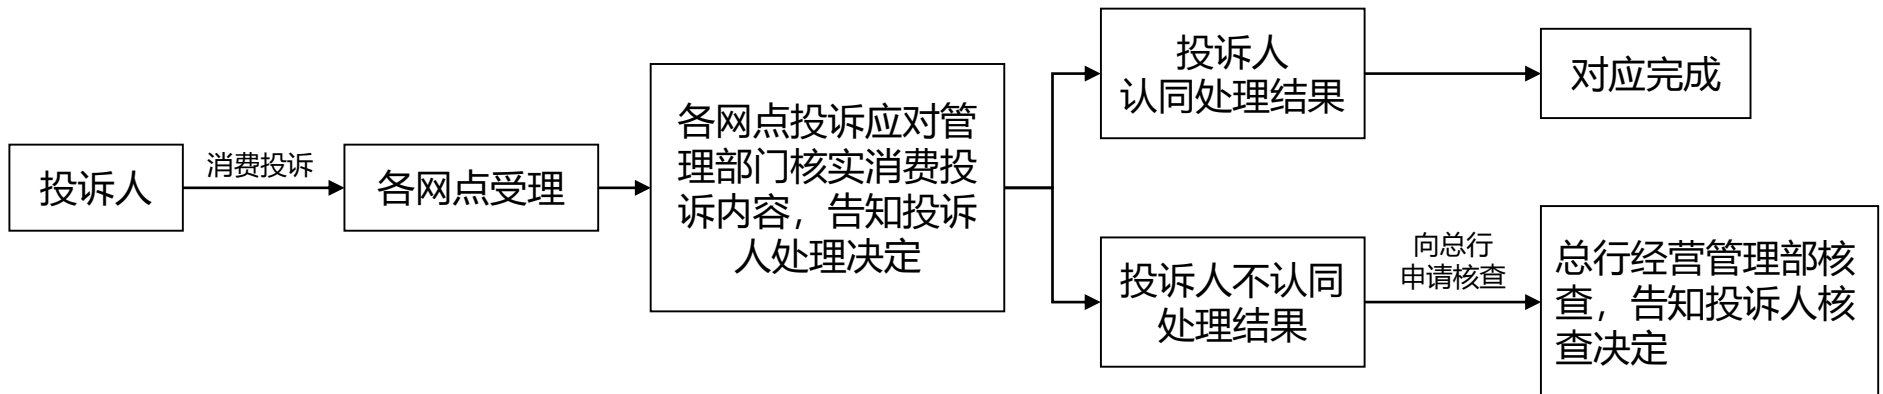 投诉人
消费投诉
各网点受理
各网点投诉应对管
理部门核实消费投
诉内容，告知投诉
人处理决定
投诉人
认同处理结果
对应完成
投诉人不认同
处理结果
向总行
申请核查
总行经营管理部核
查，告知投诉人核
查决定